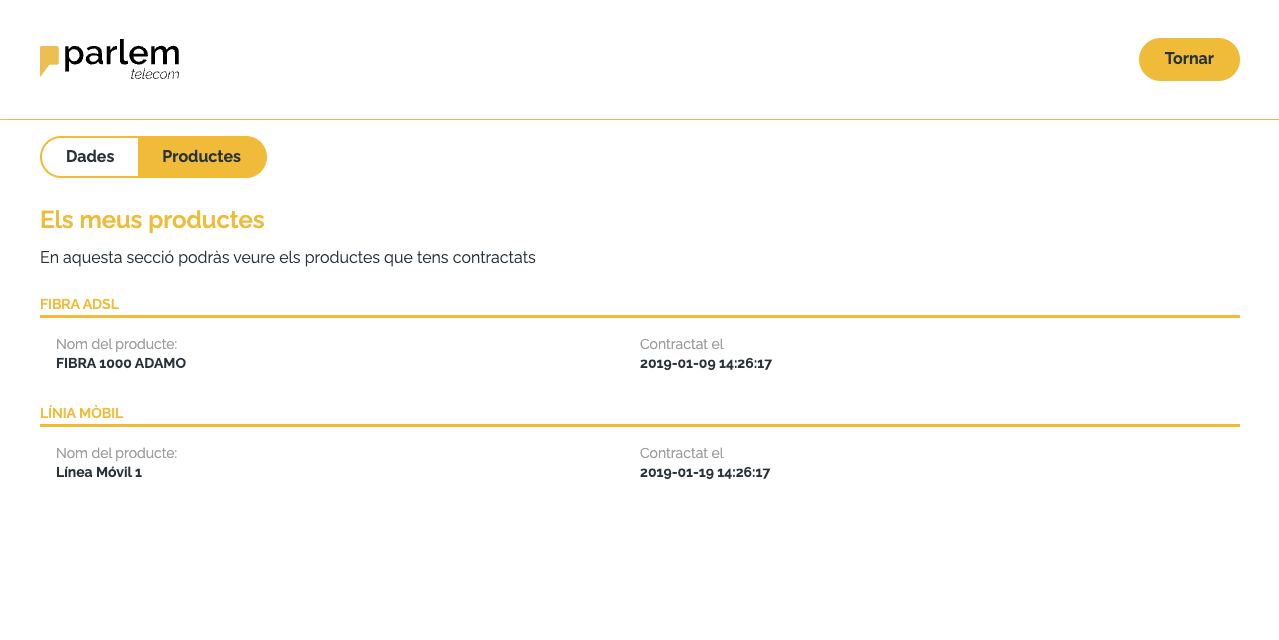 parlem
telecom
Tornar
Dades
Productes
Els meus productes
En aquesta secció podràs veure els productes que tens contractats
FIBRA ADSL
Nom del producte:
Contractat el
FIBRA 1000 ADAMO
2019-01-09 14:26:17
LÍNIA MÒBIL
Nom del producte:
Contractat el
Línea Móvil 1
2019-01-19 14:26:17